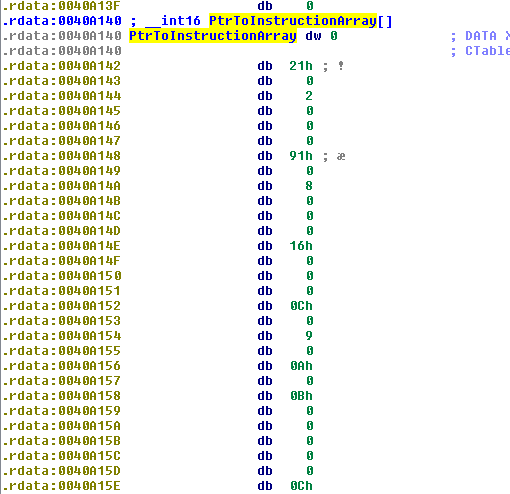 .rdata:0040A13F db 0
.rdata:0040A140 ; __int16 PtrToInstructionArray[]
.rdata:0040A140 PtrToInstructionArray dw 0 ; DATA X
.rdata:0040A140 ; CTable
.rdata:0040A142 db 21h ; !
.rdata:0040A143 db 0
.rdata:0040A144 db 2
.rdata:0040A145 db 0
.rdata:0040A146 db 0
.rdata:0040A147 db 0
.rdata:0040A148 db 91h ; æ
.rdata:0040A149 db 0
.rdata:0040A14A db 8
.rdata:0040A14B db 0
.rdata:0040A14C db 0
.rdata:0040A14D db 0
.rdata:0040A14E db 16h
.rdata:0040A14F db 0
.rdata:0040A150 db 0
.rdata:0040A151 db 0
.rdata:0040A152 db 0Ch
.rdata:0040A153 db 0
.rdata:0040A154 db 9
.rdata:0040A155 db 0
.rdata:0040A156 db 0Ah
.rdata:0040A157 db 0
.rdata:0040A158 db 0Bh
.rdata:0040A159 db 0
.rdata:0040A15A db 0
.rdata:0040A15B db 0
.rdata:0040A15C db 0
.rdata:0040A15D db 0
.rdata:0040A15E db 0Ch